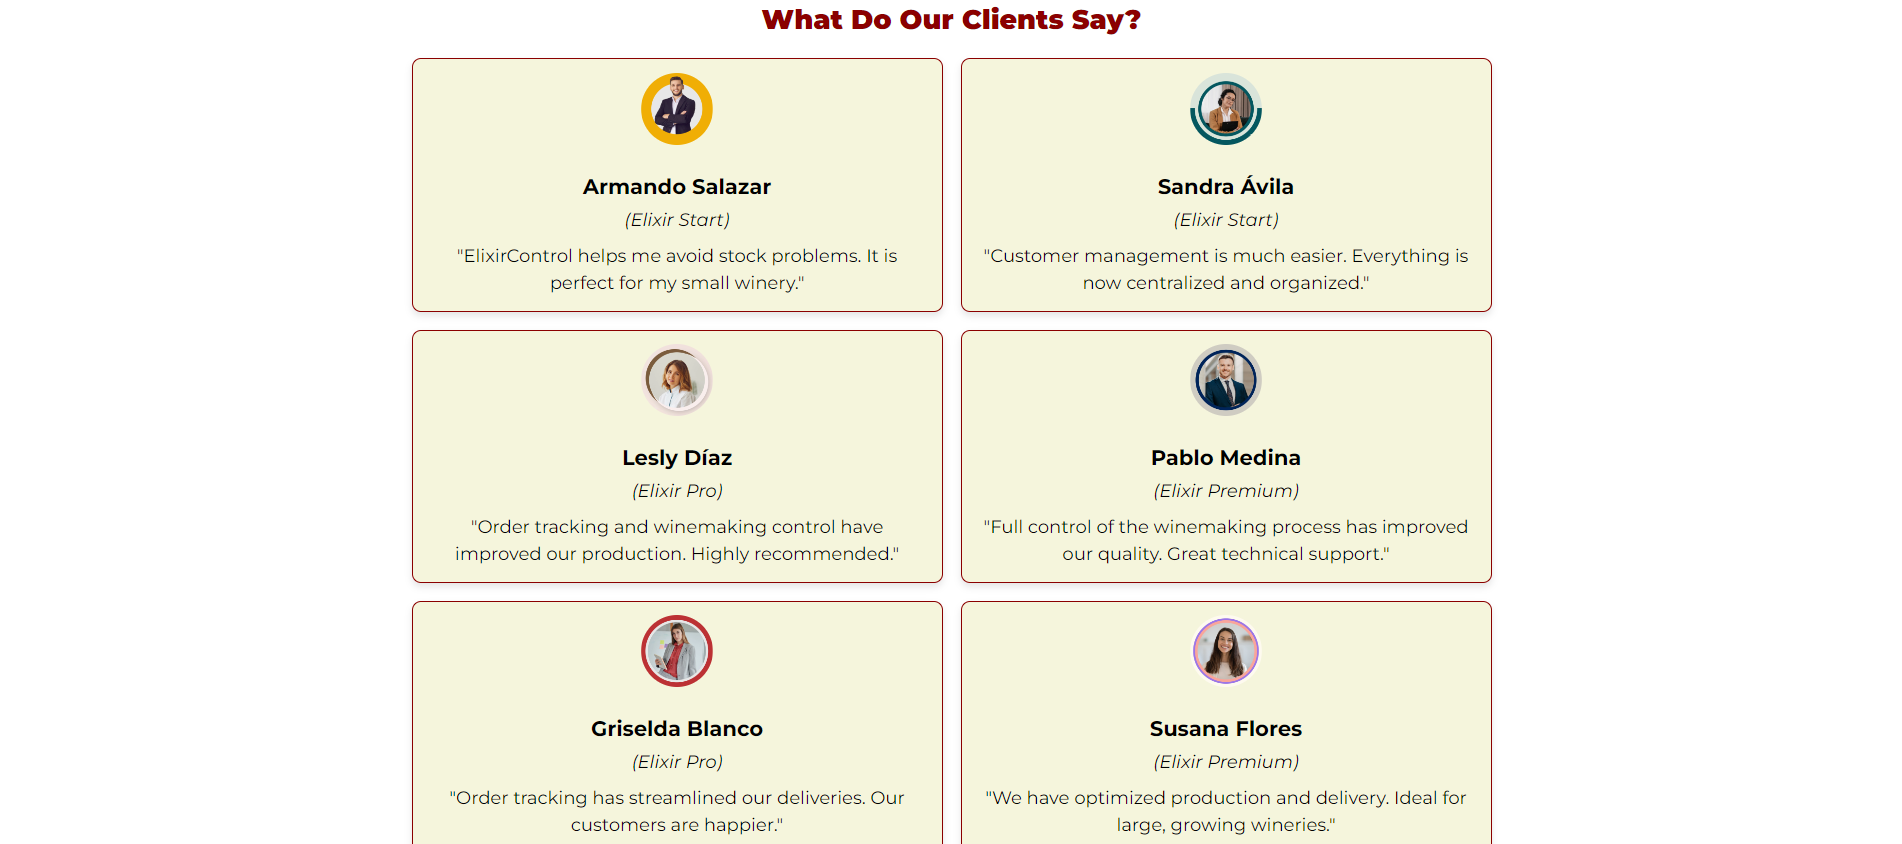 What Do Our Clients Say?
Armando Salazar
(Elixir Start)
"ElixirControl helps me avoid stock problems. It is
perfect for my small winery."
Sandra Ávila
(Elixir Start)
"Customer management is much easier. Everything is
now centralized and organized."
Lesly Díaz
(Elixir Pro)
"Order tracking and winemaking control have
improved our production. Highly recommended."
Pablo Medina
(Elixir Premium)
"Full control of the winemaking process has improved
our quality. Great technical support."
Griselda Blanco
(Elixir Pro)
"Order tracking has streamlined our deliveries. Our
customers are happier."
Susana Flores
(Elixir Premium)
"We have optimized production and delivery. Ideal for
large, growing wineries."